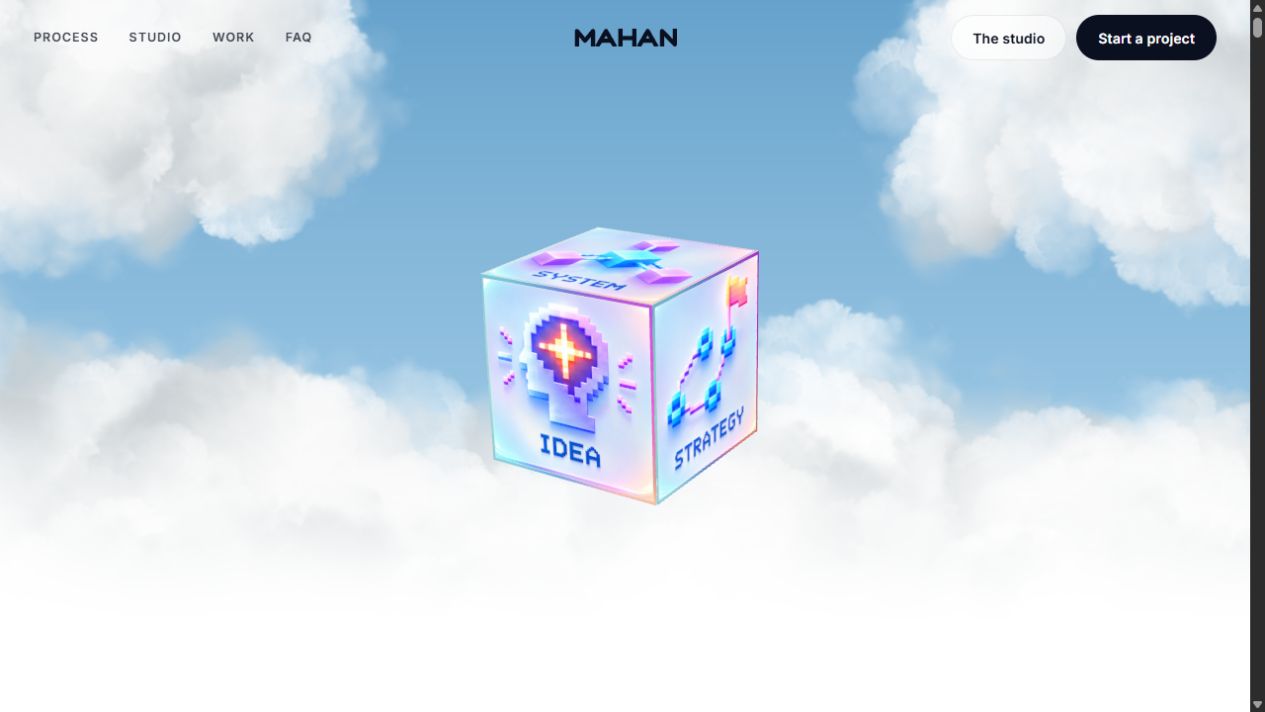 PROCESS STUDIO WORK FAQ
MAHAN
The studio
Start a project
SYSTEM
IDEA
STRATEGY